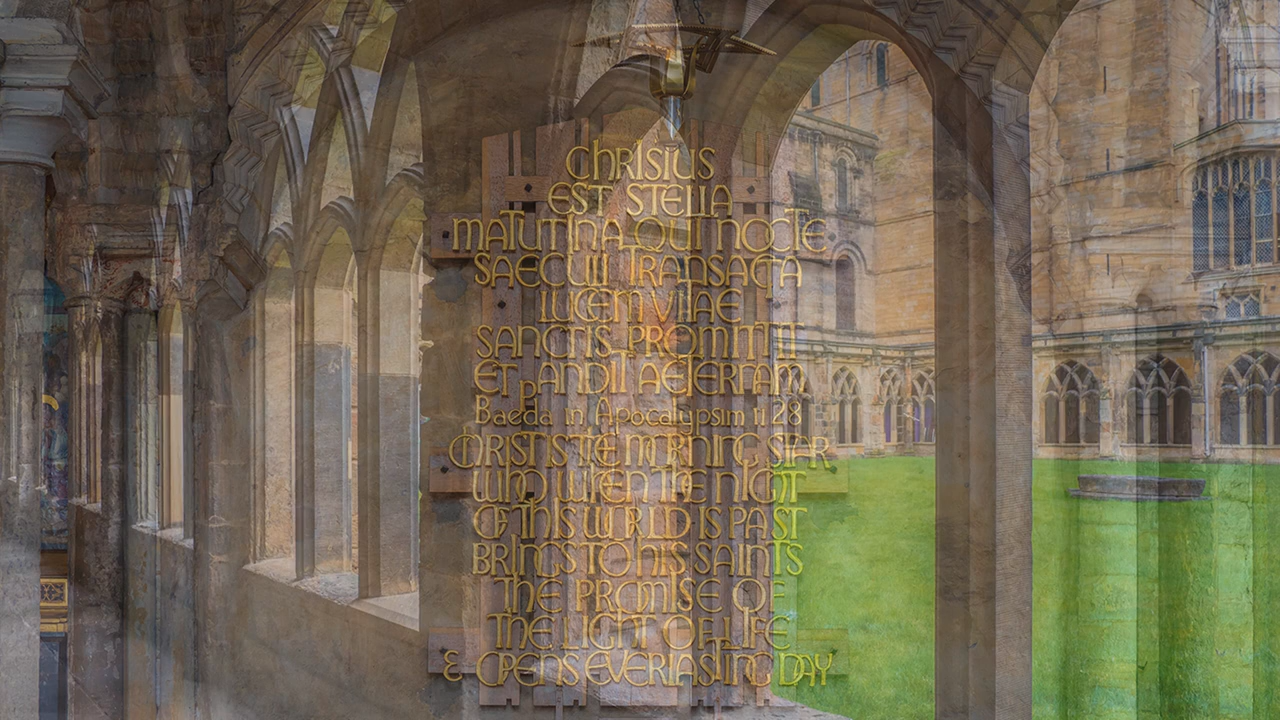 ChRISTUS
EST STELLA
MATUTINA QUI NOCTE
SAECULI TRANSACTA
LUCEM VITAE
SANCTIS PROMITTIT
ET PANDIT AETERNAM
Baeda in Apocalypsim II 28
CHRIST IS THE MORNING STAR
WHO WHEN THE NIGHT
OF THIS WORLD IS PAST
BRINGS TO HIS SAINTS
THE PROMISE OF
THE LIGHT OF LIFE
& OPENS EVERLASTING DAY